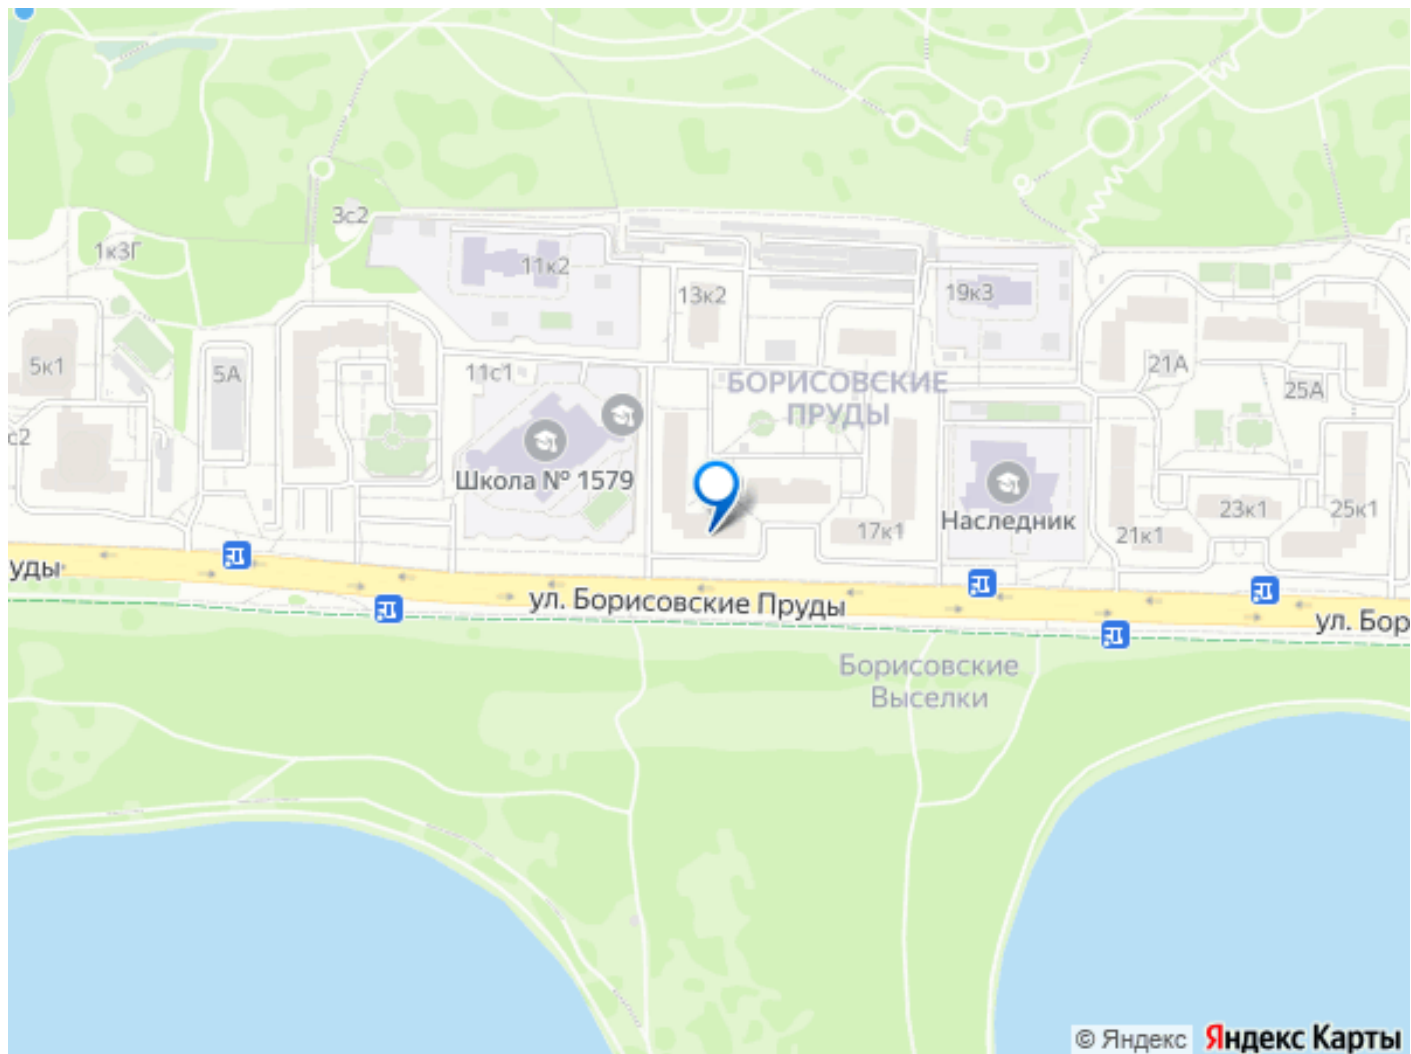 3с2
1к3Г
11к2
13к2
19к3
5к1
5А
11с1
БОРИСОВСКИЕ
ПРУДЫ
21А
25А
с2
Школа № 1579
Наследник
17к1
21к1
23к1
25к1
уды
ул. Борисовские Пруды
ул. Бор
Борисовские
Выселки
© Яндекс Яндекс Карты